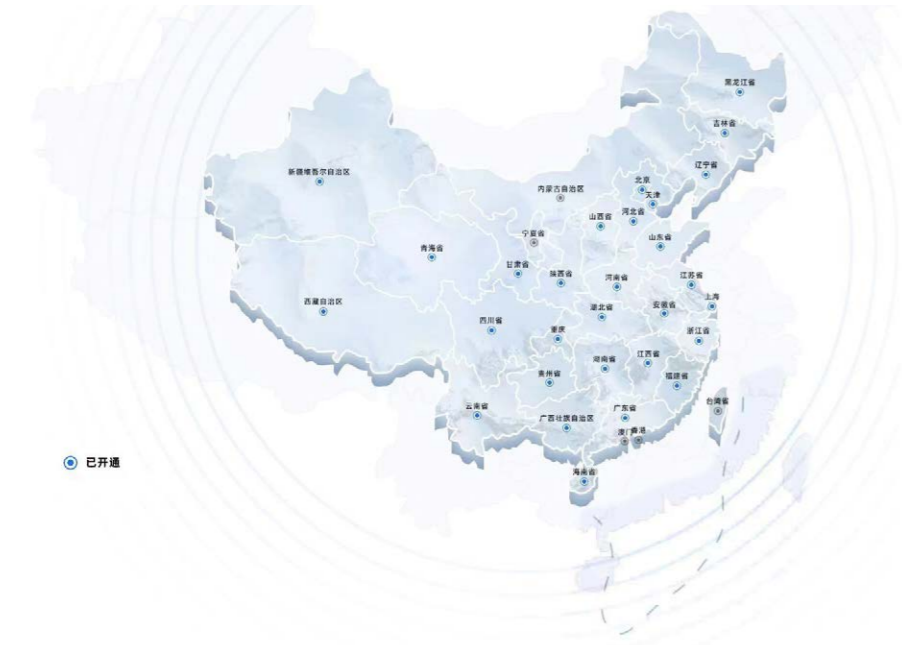 黑龙江省
吉林省
辽宁省
新疆维吾尔自治区
北京
内蒙古自治区
天津
河北省
山西省
宁夏省
山东省
青海省
甘肃省
陕西省
河南省
江苏省
西藏自治区
上海
湖北省
安徽省
四川省
重庆
浙江省
湖南省
江西省
贵州省
福建省
云南省
台湾省
广东省
广西壮族自治区
澳门
香港
已开通
海南省